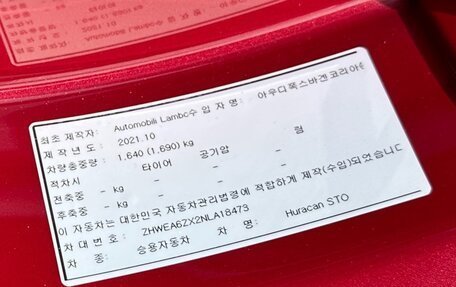 최초 제작자: Automobili Lambc수 입 자 명: 아우디폭스바겐코리아㈜
제 작 년 도: 2021.10
차량총중량: 1,640 (1,690) kg
적차시 타이어 공기압 림
전축중 - kg - -
후축중 - kg - -
이 자동차는 대한민국 자동차관리법령에 적합하게 제작(수입)되었습니다
차 대 번 호: ZHWEA6ZX2NLA18473
차 종: 승용자동차 차 명: Huracan STO